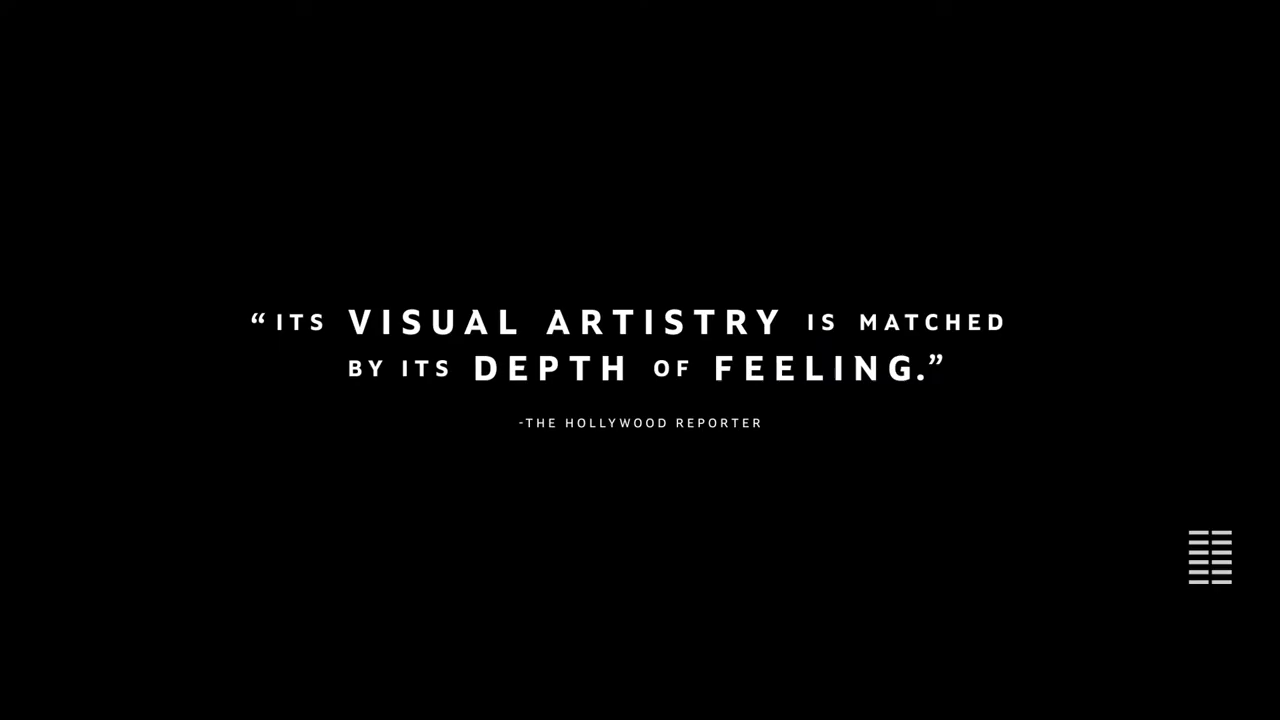 “ITS VISUAL ARTISTRY IS MATCHED
BY ITS DEPTH OF FEELING.”
-THE HOLLYWOOD REPORTER